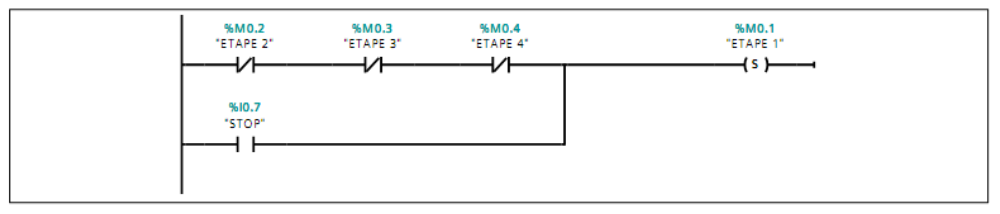 %M0.2 %M0.3 %M0.4 %M0.1
"ETAPE 2" "ETAPE 3" "ETAPE 4" "ETAPE 1"
S
%I0.7
"STOP"